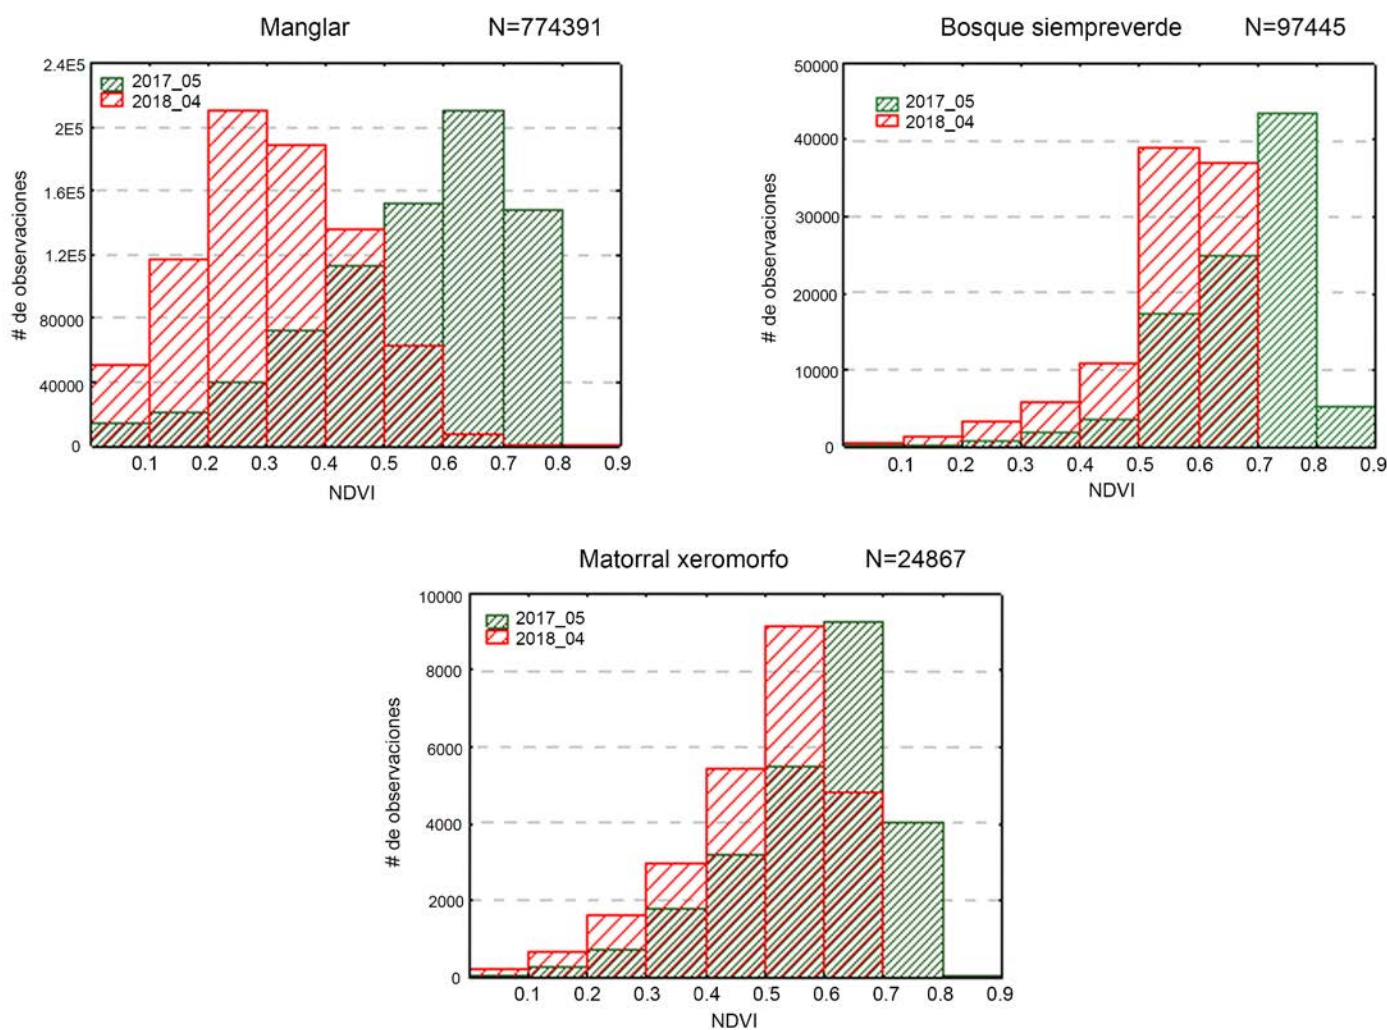 Manglar N=774391
# de observaciones
2.4E5
2E5
1.6E5
1.2E5
80000
40000
0
2017_05
2018_04
0.1 0.2 0.3 0.4 0.5 0.6 0.7 0.8 0.9
NDVI
Bosque siempreverde N=97445
# de observaciones
50000
40000
30000
20000
10000
0
2017_05
2018_04
0.1 0.2 0.3 0.4 0.5 0.6 0.7 0.8 0.9
NDVI
Matorral xeromorfo N=24867
# de observaciones
10000
8000
6000
4000
2000
0
2017_05
2018_04
0.1 0.2 0.3 0.4 0.5 0.6 0.7 0.8 0.9
NDVI